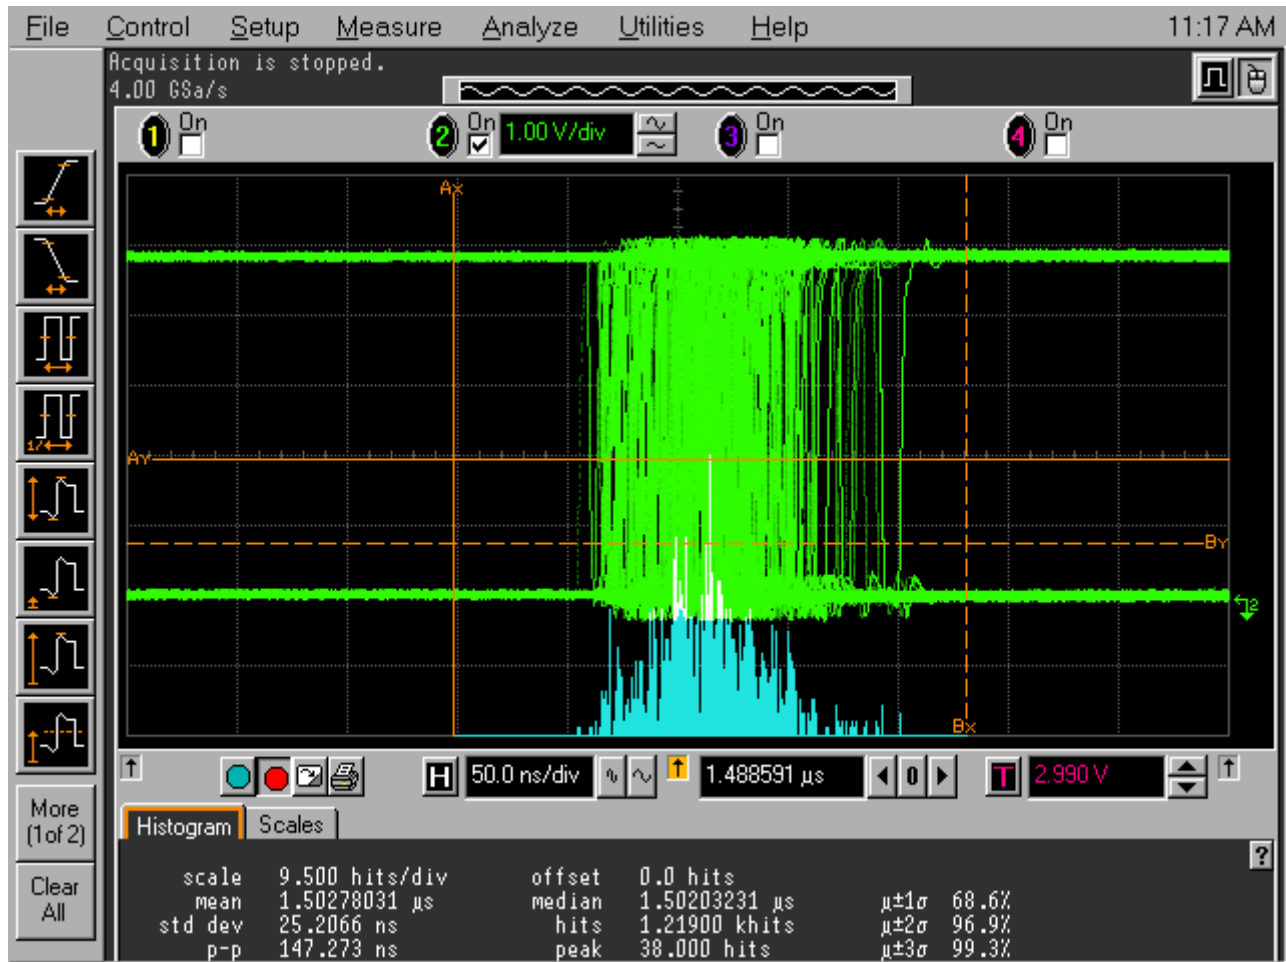 File Control Setup Measure Analyze Utilities Help 11:17 AM
Acquisition is stopped.
4.00 GSa/s
1 On 2 On 1.00 V/div 3 On 4 On
Ax
Ay
By
2
Bx
H 50.0 ns/div 1.488591 µs 0 T 2.990 V
1/
More
(1 of 2)
Clear
All
Histogram Scales
?
scale 9.500 hits/div offset 0.0 hits
mean 1.50278031 µs median 1.50203231 µs µ±1σ 68.6%
std dev 25.2066 ns hits 1.21900 khits µ±2σ 96.9%
p-p 147.273 ns peak 38.000 hits µ±3σ 99.3%